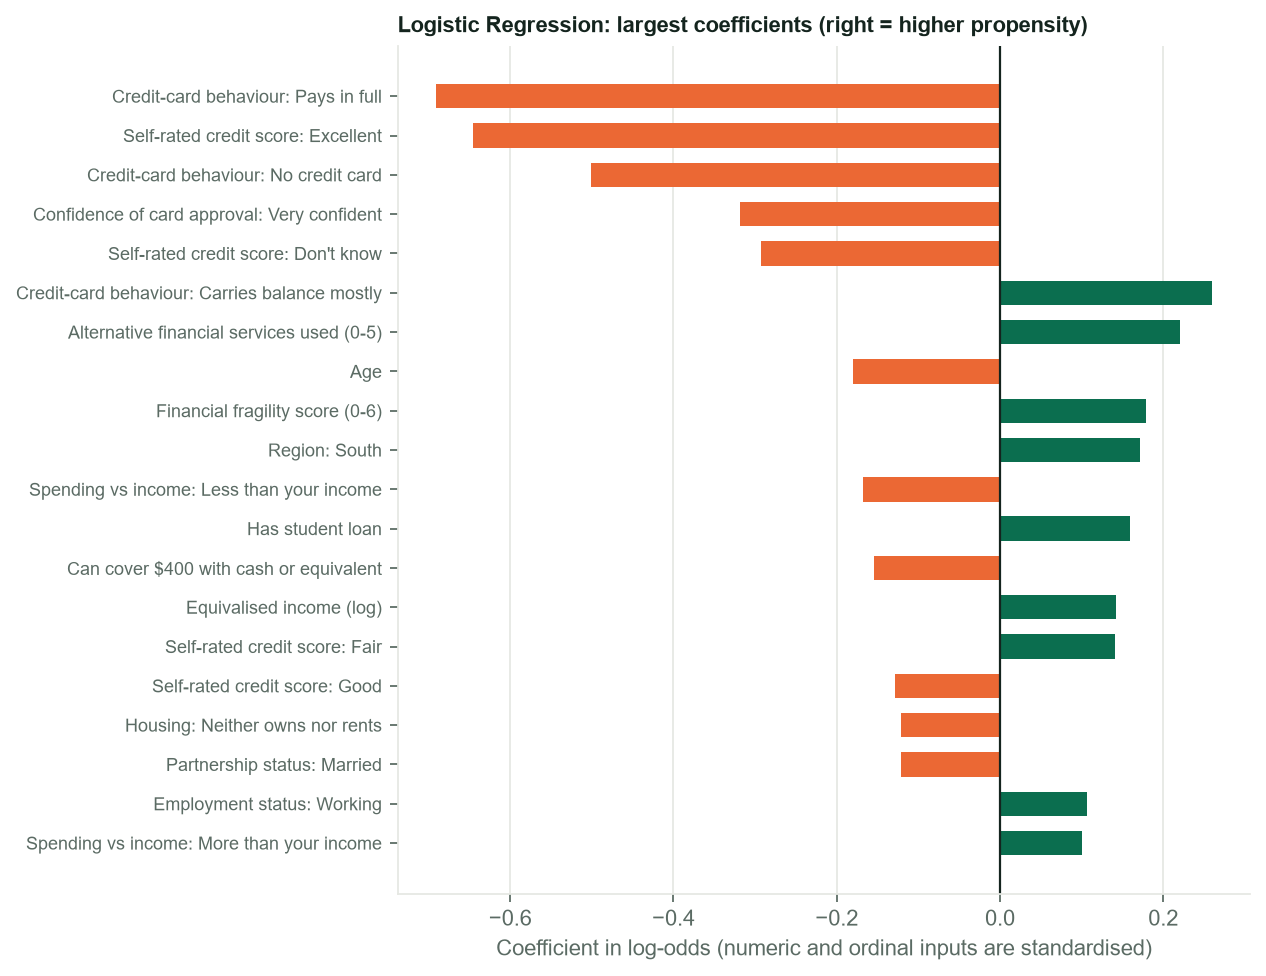 Logistic Regression: largest coefficients (right = higher propensity)
Credit-card behaviour: Pays in full
Self-rated credit score: Excellent
Credit-card behaviour: No credit card
Confidence of card approval: Very confident
Self-rated credit score: Don't know
Credit-card behaviour: Carries balance mostly
Alternative financial services used (0-5)
Age
Financial fragility score (0-6)
Region: South
Spending vs income: Less than your income
Has student loan
Can cover $400 with cash or equivalent
Equivalised income (log)
Self-rated credit score: Fair
Self-rated credit score: Good
Housing: Neither owns nor rents
Partnership status: Married
Employment status: Working
Spending vs income: More than your income
−0.6 −0.4 −0.2 0.0 0.2
Coefficient in log-odds (numeric and ordinal inputs are standardised)